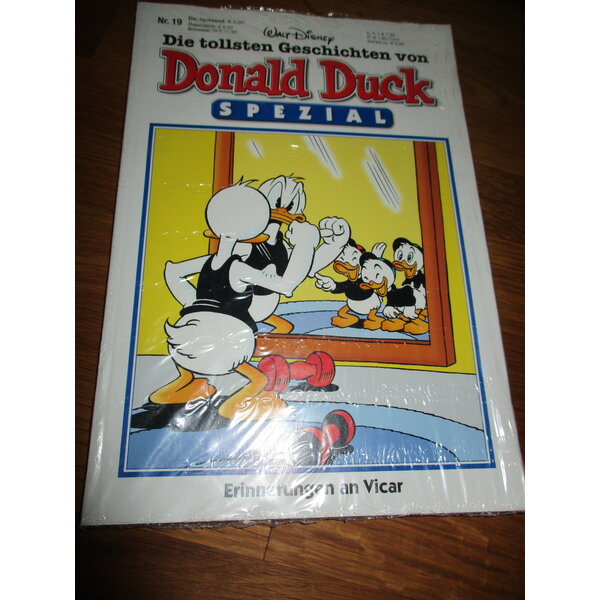 Nr. 19
Walt Disney
Die tollsten Geschichten von
Donald Duck
SPEZIAL
Erinnerungen an Vicar